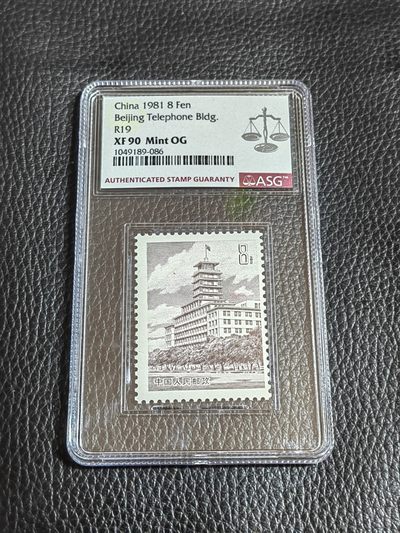 China 1981 8 Fen
Beijing Telephone Bldg.
R19
XF 90 Mint OG
1049189-086
AUTHENTICATED STAMP GUARANTY ASG™
8分
中国人民邮政